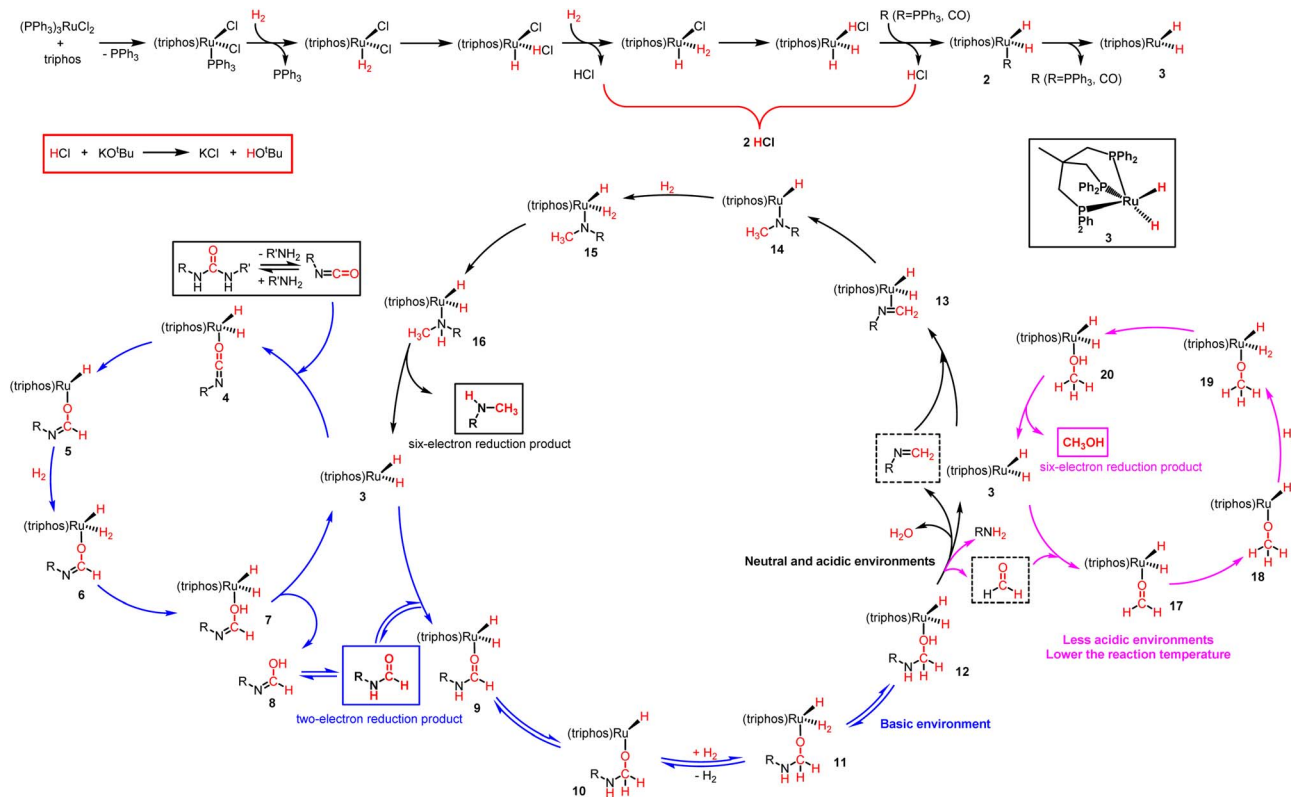 (PPh₃)₃RuCl₂
+
triphos
- PPh₃
(triphos)Ru
Cl
Cl
PPh₃
H₂
PPh₃
(triphos)Ru
Cl
Cl
H₂
(triphos)Ru
Cl
HCl
H
H₂
HCl
(triphos)Ru
Cl
H₂
H
(triphos)Ru
HCl
H
H
R (R=PPh₃, CO)
HCl
(triphos)Ru
H
H
R
2
R (R=PPh₃, CO)
(triphos)Ru
H
H
3
2 HCl
HCl + KOᵗBu KCl + HOᵗBu
PPh₂
Ph₂P
Ru
H
H
P
Ph
2
3
(triphos)Ru
H
H₂
N
H₃C
R
15
H₂
(triphos)Ru
H
N
H₃C
R
14
O
R
C
R'
N
H
N
H
- R'NH₂
+ R'NH₂
R
N=C=O
(triphos)Ru
H
H
N=CH₂
R
13
(triphos)Ru
H
H
O
C
N
R
4
(triphos)Ru
H
H
N
H₃C
H
R
16
H
N-CH₃
R
six-electron reduction product
(triphos)Ru
H
O
R
N
C
H
5
H₂
(triphos)Ru
H
H₂
O
R
N
C
H
6
(triphos)Ru
H
H
OH
R
N
C
H
7
OH
R
N
C
H
8
O
R
N
H
C
H
two-electron reduction product
(triphos)Ru
H
H
3
(triphos)Ru
H
H
O
R
N
H
C
H
9
(triphos)Ru
H
O
R
N
H
C
H
H
10
+ H₂
- H₂
(triphos)Ru
H
H₂
O
R
N
H
C
H
H
11
Basic environment
(triphos)Ru
H
H
OH
R
N
H
C
H
H
12
Neutral and acidic environments
H₂O
RNH₂
N=CH₂
R
O
H
C
H
(triphos)Ru
H
H
3
(triphos)Ru
H
H
O
C
H
H
17
Less acidic environments
Lower the reaction temperature
(triphos)Ru
H
O
C
H
H
H
18
H
(triphos)Ru
H
H₂
O
C
H
H
H
19
(triphos)Ru
H
H
OH
C
H
H
H
20
CH₃OH
six-electron reduction product